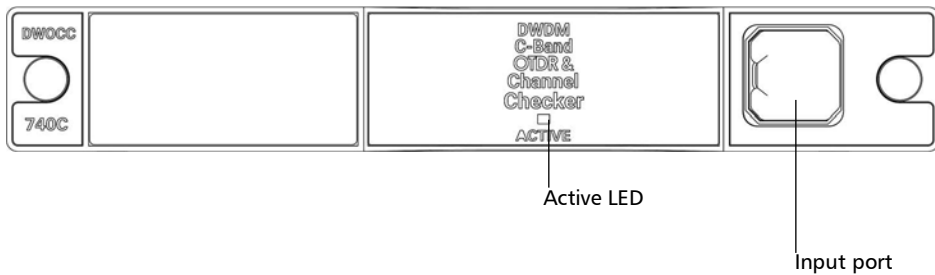 DWOCC
740C
DWDM
C-Band
OTDR &
Channel
Checker
ACTIVE
Active LED
Input port